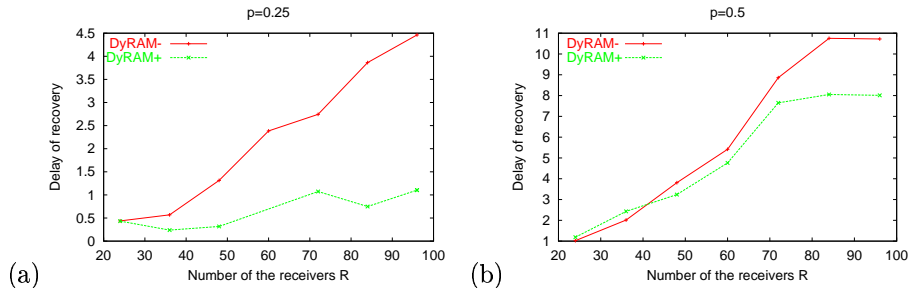 p=0.25
4.5
4
3.5
3
2.5
2
1.5
1
0.5
0
Delay of recovery
DyRAM-
DyRAM+
20 30 40 50 60 70 80 90 100
Number of the receivers R
(a)
p=0.5
11
10
9
8
7
6
5
4
3
2
1
Delay of recovery
DyRAM-
DyRAM+
20 30 40 50 60 70 80 90 100
Number of the receivers R
(b)